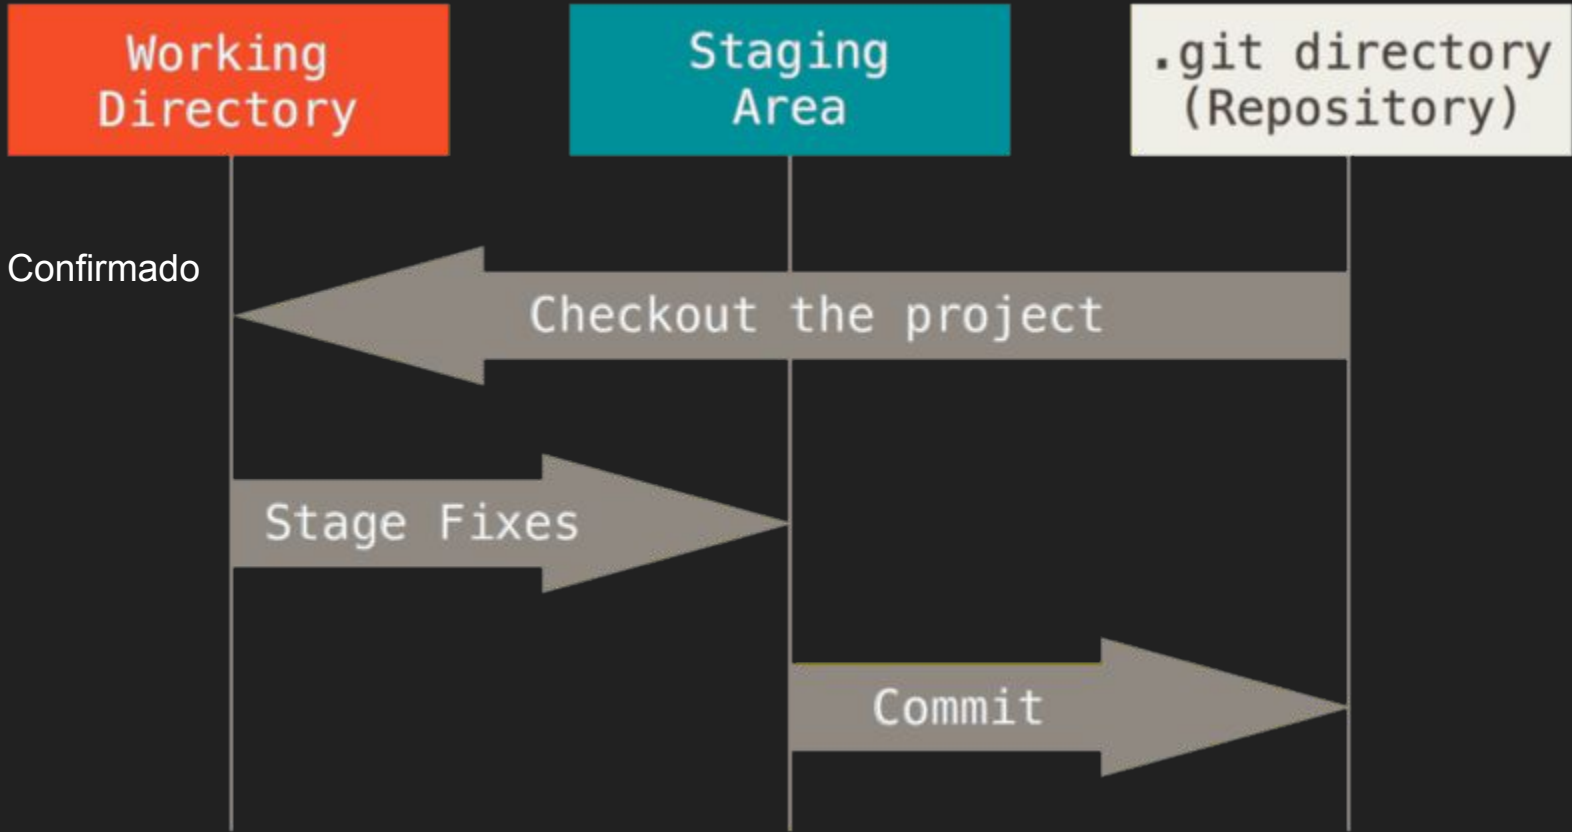 Working
Directory
Staging
Area
.git directory
(Repository)
Confirmado
Checkout the project
Stage Fixes
Commit